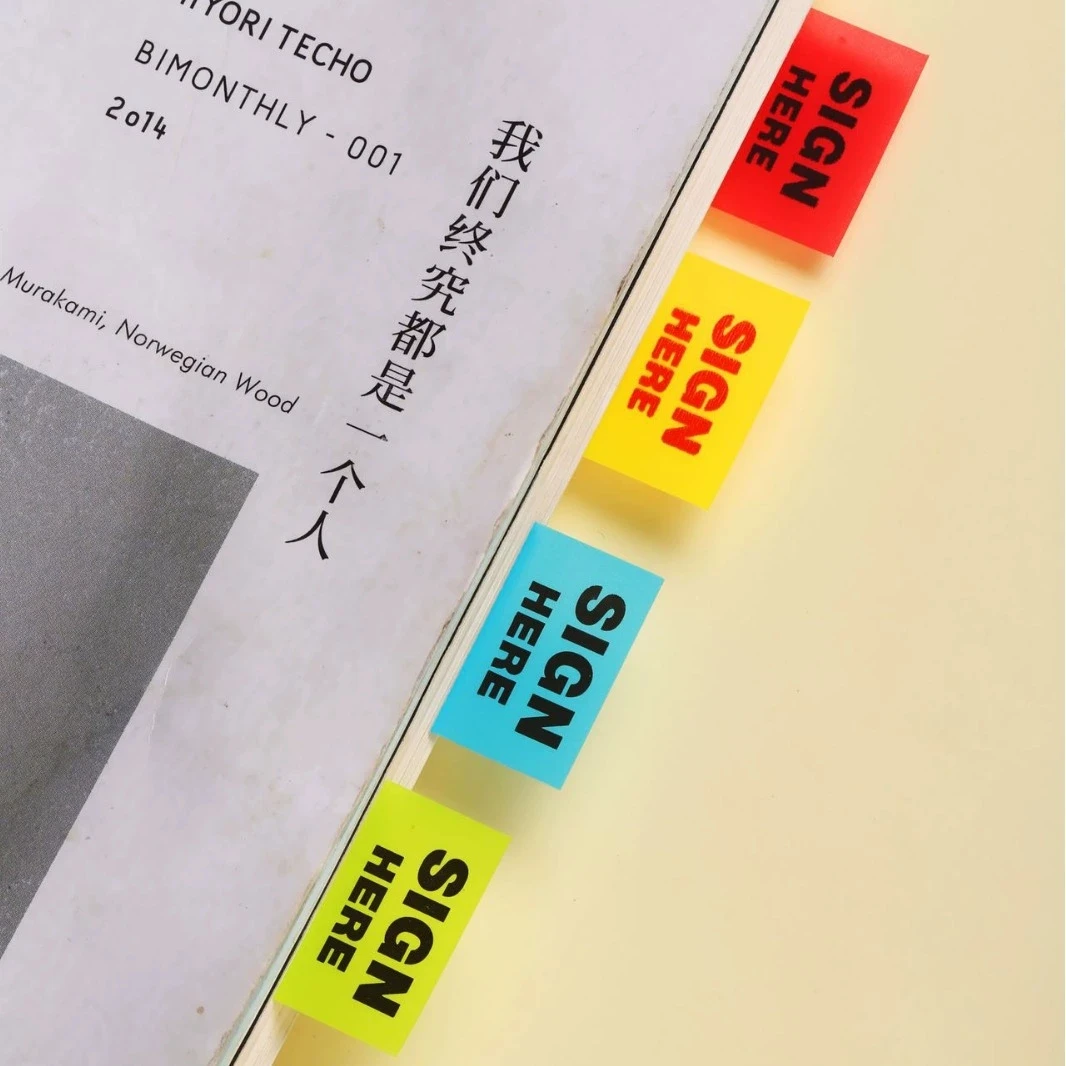 TECHO
BIMONTHLY - 001
2014
Murakami, Norwegian Wood
我们终究都是一个人
SIGN
HERE
SIGN
HERE
SIGN
HERE
SIGN
HERE